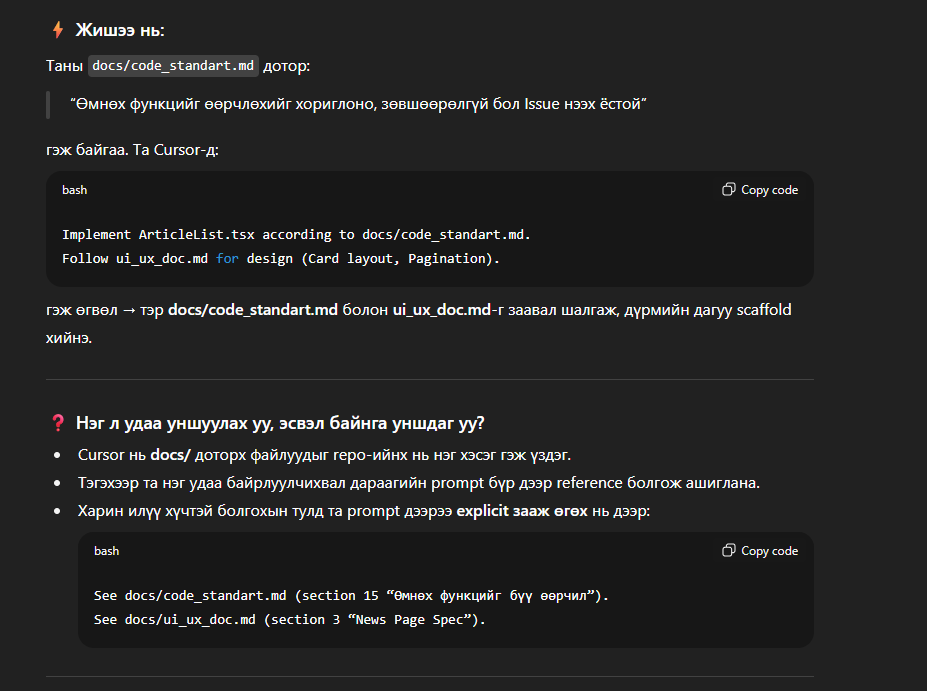 ⚡ Жишээ нь:
Таны docs/code_standart.md дотор:
“Өмнөх функцийг өөрчлөхийг хориглоно, зөвшөөрөлгүй бол Issue нээх ёстой”
гэж байгаа. Та Cursor-д:
bash
Copy code
Implement ArticleList.tsx according to docs/code_standart.md.
Follow ui_ux_doc.md for design (Card layout, Pagination).
гэж өгвөл → тэр docs/code_standart.md болон ui_ux_doc.md-г заавал шалгаж, дүрмийн дагуу scaffold
хийнэ.
❓ Нэг л удаа уншуулах уу, эсвэл байнга уншдаг уу?
• Cursor нь docs/ доторх файлуудыг repo-ийнх нь нэг хэсэг гэж үздэг.
• Тэгэхээр та нэг удаа байрлуулчихвал дараагийн prompt бүр дээр reference болгож ашиглана.
• Харин илүү хүчтэй болгохын тулд та prompt дээрээ explicit зааж өгөх нь дээр:
bash
Copy code
See docs/code_standart.md (section 15 “Өмнөх функцийг бүү өөрчил”).
See docs/ui_ux_doc.md (section 3 “News Page Spec”).